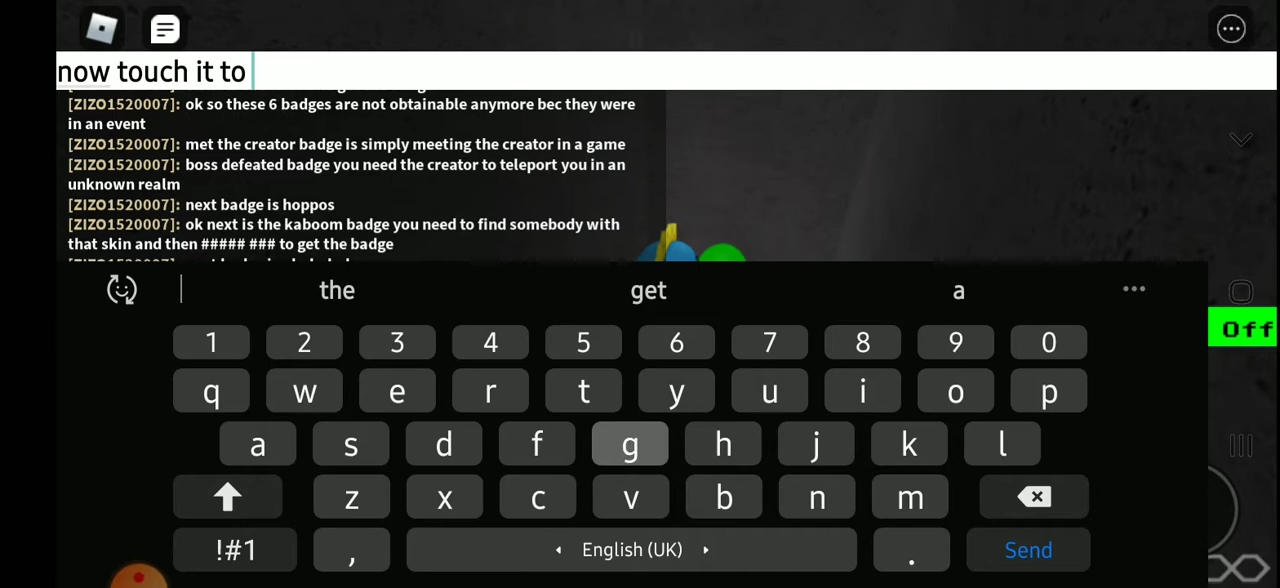 now touch it to
[ZIZO1520007]: ok so these 6 badges are not obtainable anymore bec they were
in an event
[ZIZO1520007]: met the creator badge is simply meeting the creator in a game
[ZIZO1520007]: boss defeated badge you need the creator to teleport you in an
unknown realm
[ZIZO1520007]: next badge is hoppos
[ZIZO1520007]: ok next is the kaboom badge you need to find somebody with
that skin and then ##### ### to get the badge
the get a
Off
1 2 3 4 5 6 7 8 9 0
q w e r t y u i o p
a s d f g h j k l
z x c v b n m
!#1 , English (UK) . Send